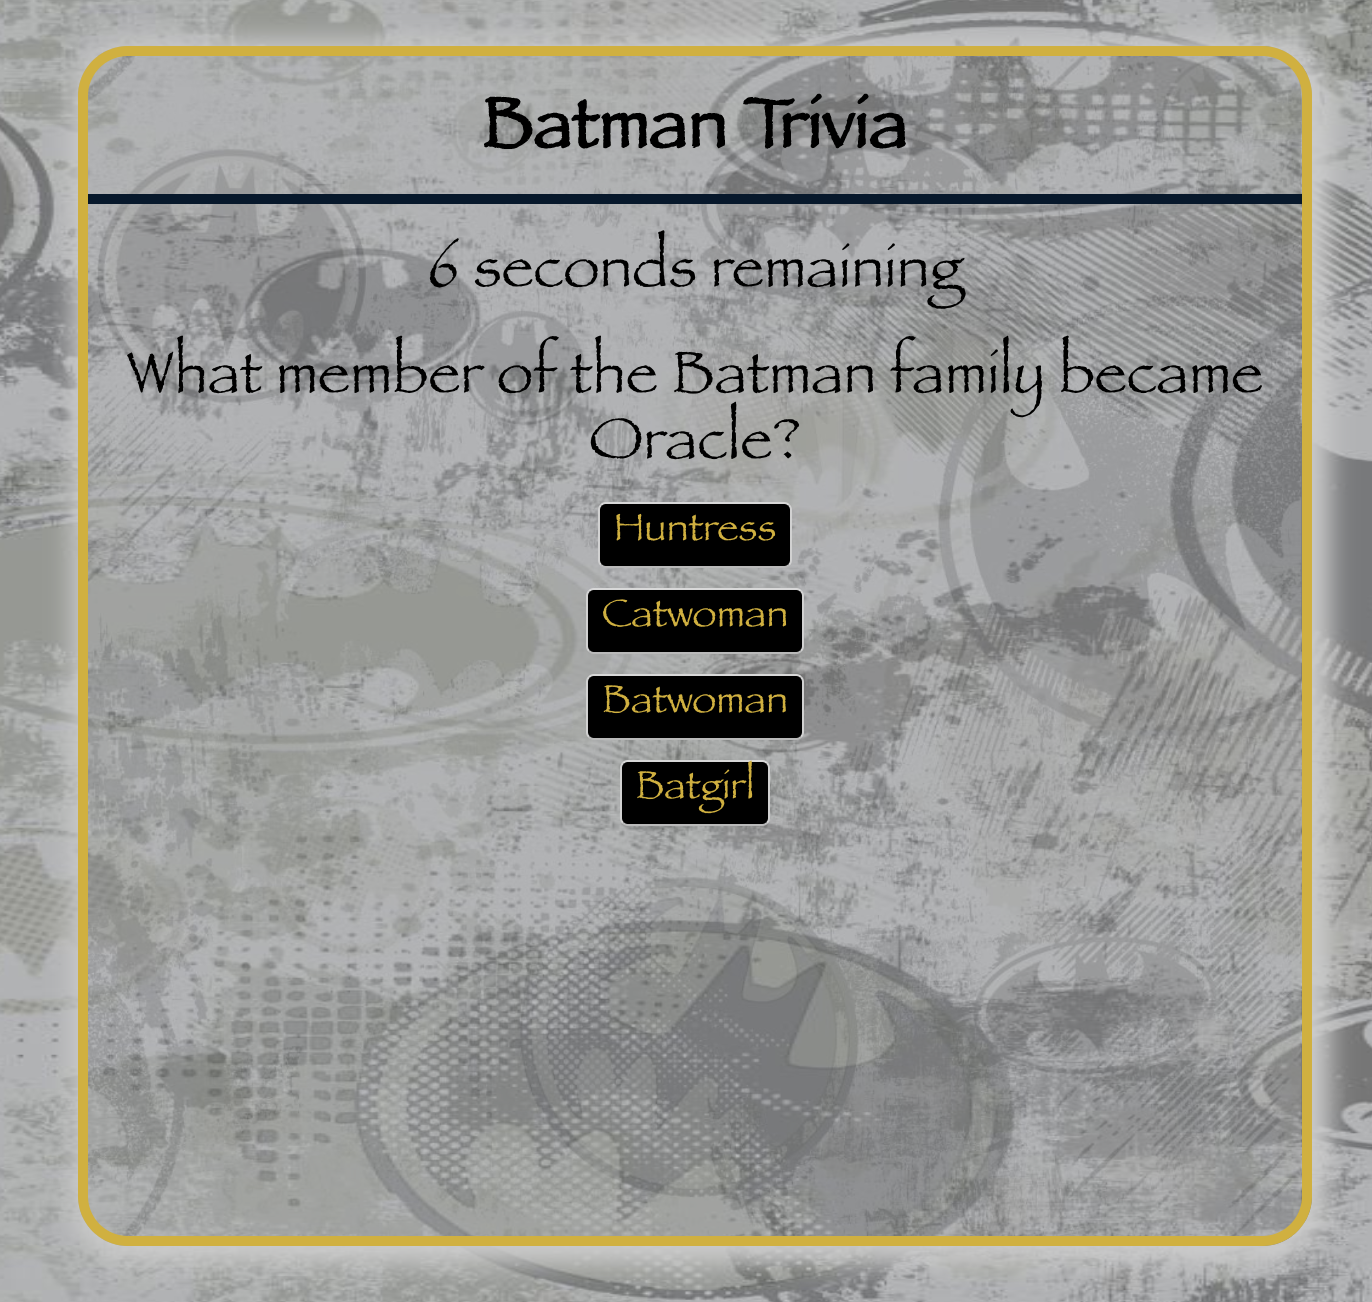 Batman Trivia
6 seconds remaining
What member of the Batman family became
Oracle?
Huntress
Catwoman
Batwoman
Batgirl